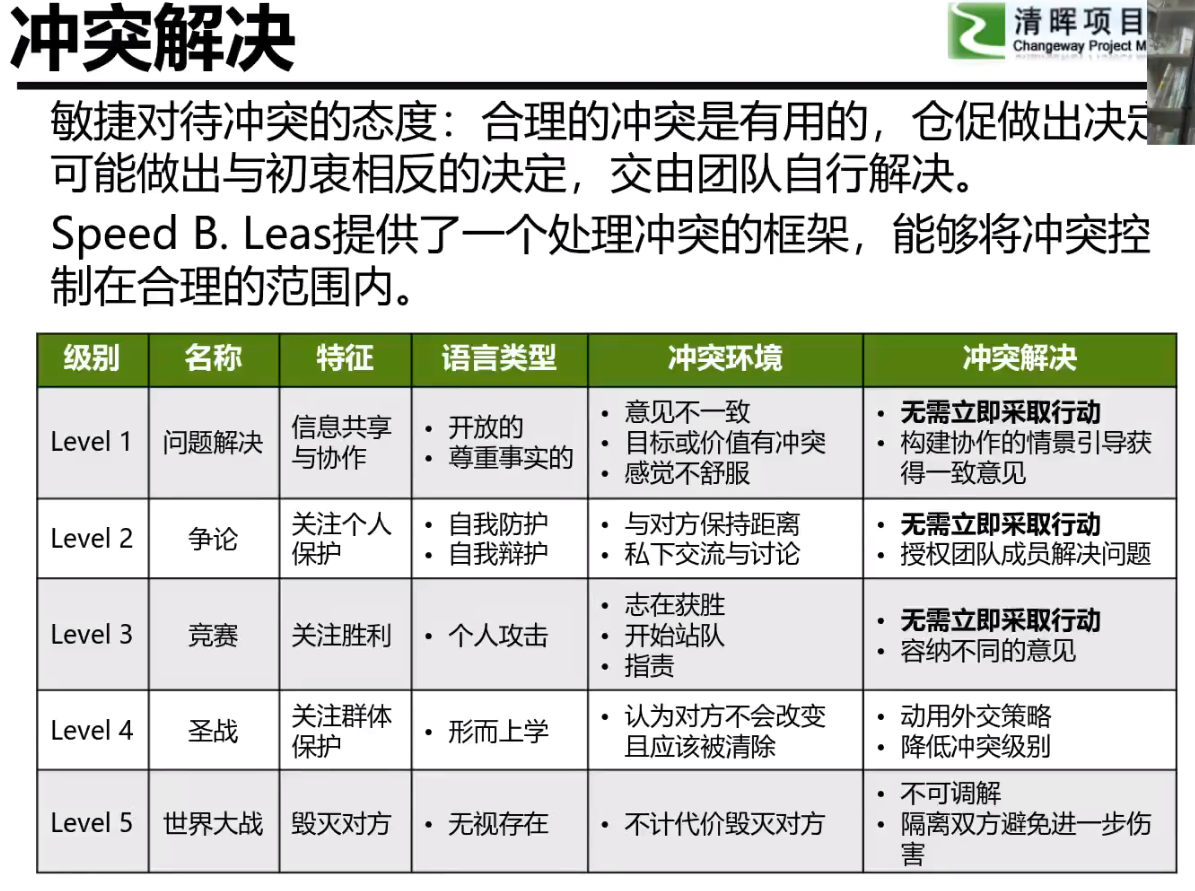 冲突解决
清晖项目
Changeway Project M
敏捷对待冲突的态度：合理的冲突是有用的，仓促做出决定
可能做出与初衷相反的决定，交由团队自行解决。
Speed B. Leas提供了一个处理冲突的框架，能够将冲突控
制在合理的范围内。
级别 名称 特征 语言类型 冲突环境 冲突解决
Level 1
问题解决
信息共享
与协作
• 开放的
• 尊重事实的
• 意见不一致
• 目标或价值有冲突
• 感觉不舒服
• 无需立即采取行动
• 构建协作的情景引导获
得一致意见
Level 2
争论
关注个人
保护
• 自我防护
• 自我辩护
• 与对方保持距离
• 私下交流与讨论
• 无需立即采取行动
• 授权团队成员解决问题
Level 3
竞赛
关注胜利
• 个人攻击
• 志在获胜
• 开始站队
• 指责
• 无需立即采取行动
• 容纳不同的意见
Level 4
圣战
关注群体
保护
• 形而上学
• 认为对方不会改变
且应该被清除
• 动用外交策略
• 降低冲突级别
Level 5
世界大战
毁灭对方
• 无视存在
• 不计代价毁灭对方
• 不可调解
• 隔离双方避免进一步伤
害